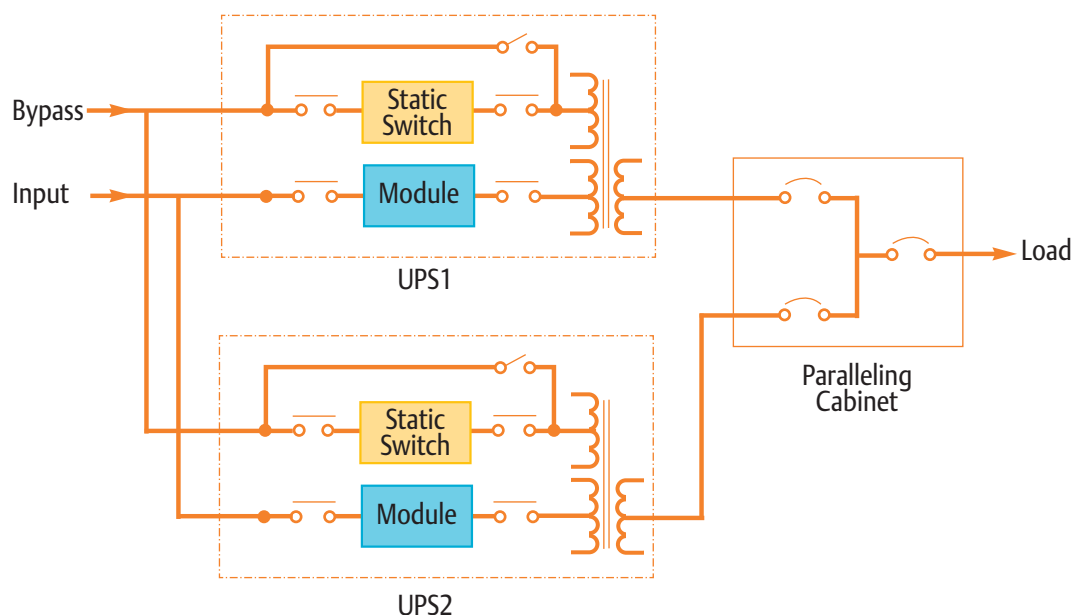 Bypass
Static
Switch
Input
Module
UPS1
Load
Static
Switch
Module
UPS2
Paralleling
Cabinet